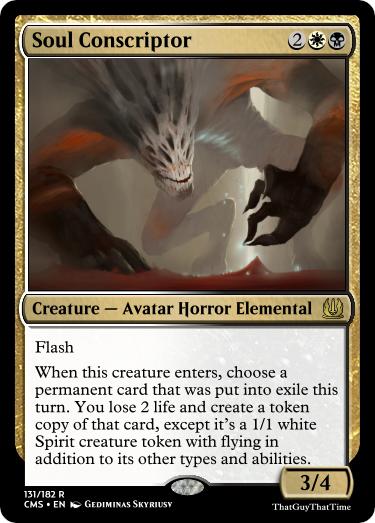 Soul Conscriptor 2
Creature — Avatar Horror Elemental
Flash
When this creature enters, choose a
permanent card that was put into exile this
turn. You lose 2 life and create a token
copy of that card, except it's a 1/1 white
Spirit creature token with flying in
addition to its other types and abilities.
3/4
131/182 R
CMS • EN Gediminas Skyriusv
ThatGuyThatTime